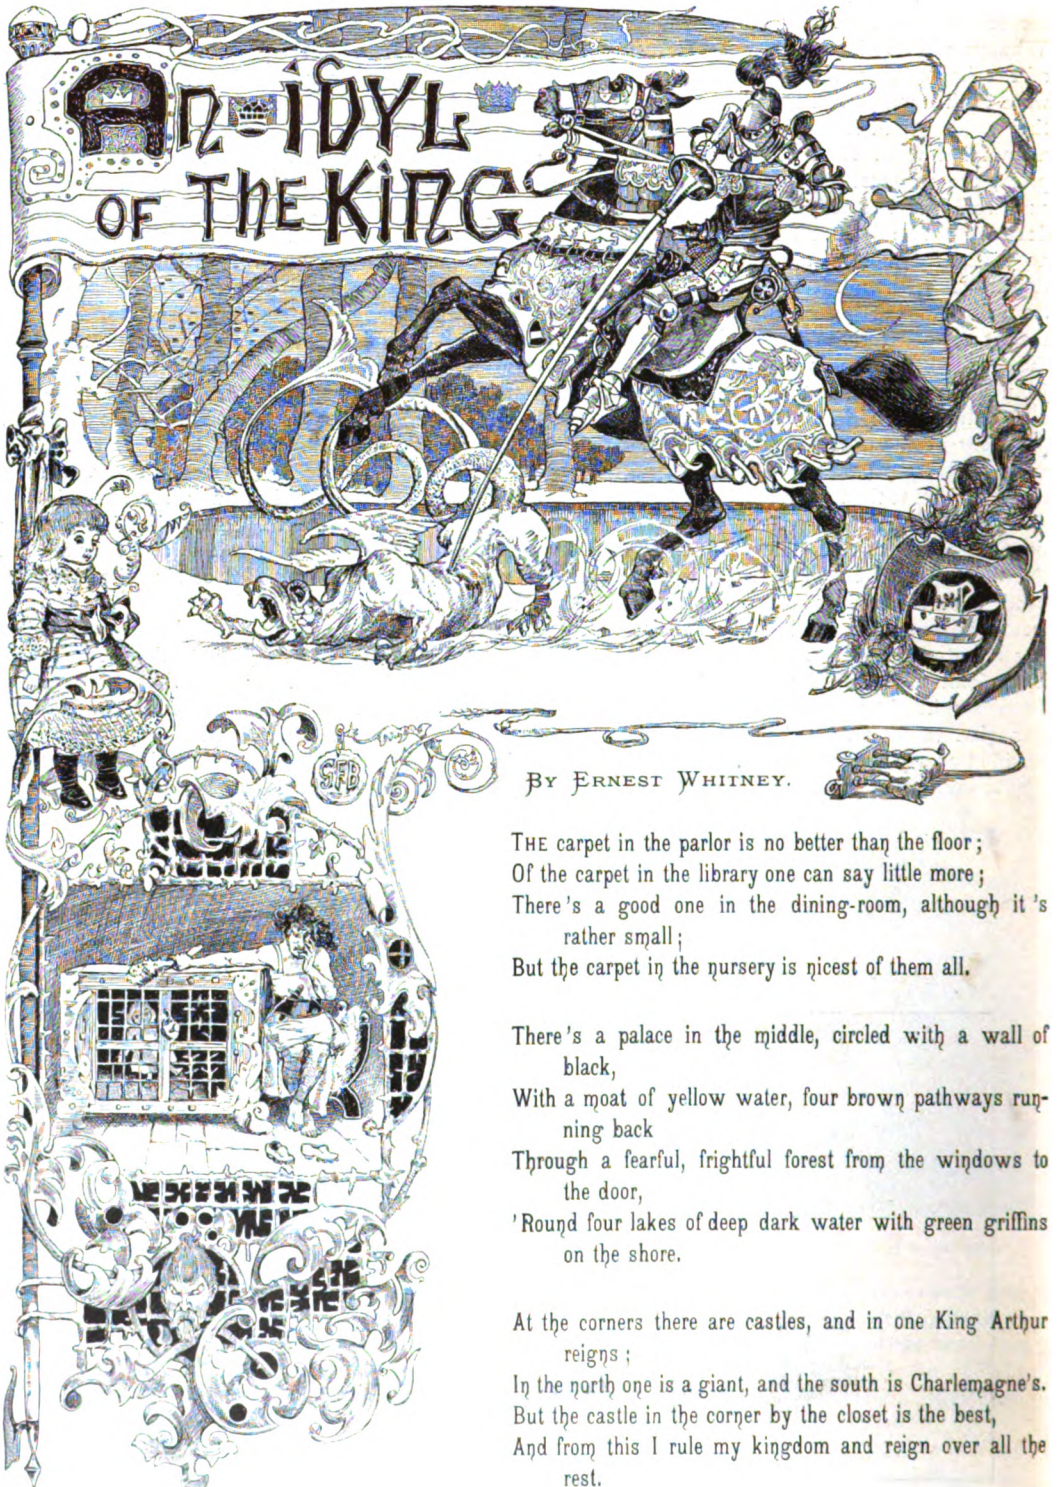 An Idyl
of the King
By Ernest Whitney.
SFB
The carpet in the parlor is no better than the floor;
Of the carpet in the library one can say little more;
There's a good one in the dining-room, although it's
rather small;
But the carpet in the nursery is nicest of them all.
There's a palace in the middle, circled with a wall of
black,
With a moat of yellow water, four brown pathways run-
ning back
Through a fearful, frightful forest from the windows to
the door,
'Round four lakes of deep dark water with green griffins
on the shore.
At the corners there are castles, and in one King Arthur
reigns;
In the north one is a giant, and the south is Charlemagne's.
But the castle in the corner by the closet is the best,
And from this I rule my kingdom and reign over all the
rest.